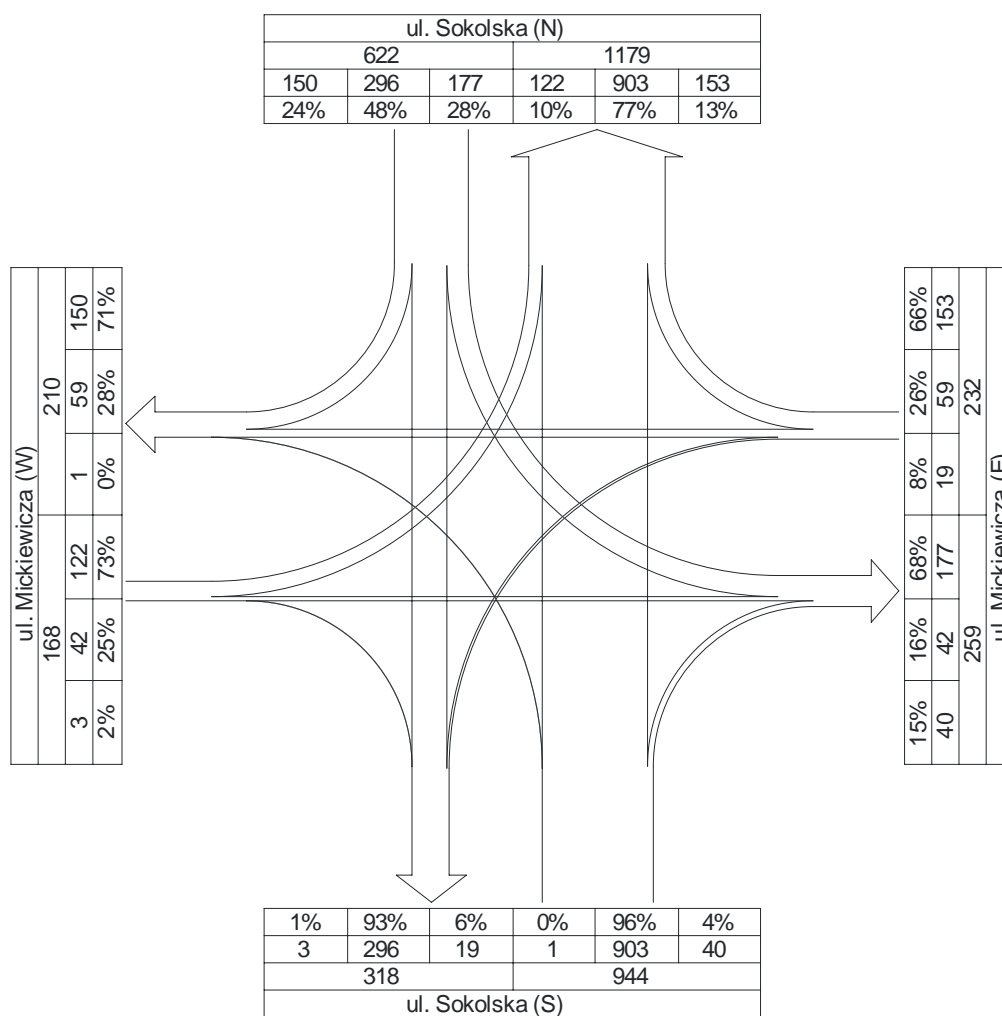 ul. Sokolska (N)
622 1179
150 296 177 122 903 153
24% 48% 28% 10% 77% 13%
ul. Mickiewicza (W)
168 210
3 42 122 1 59 150
2% 25% 73% 0% 28% 71%
15% 16% 68% 8% 26% 66%
40 42 177 19 59 153
259 232
ul. Mickiewicza (E)
1% 93% 6% 0% 96% 4%
3 296 19 1 903 40
318 944
ul. Sokolska (S)